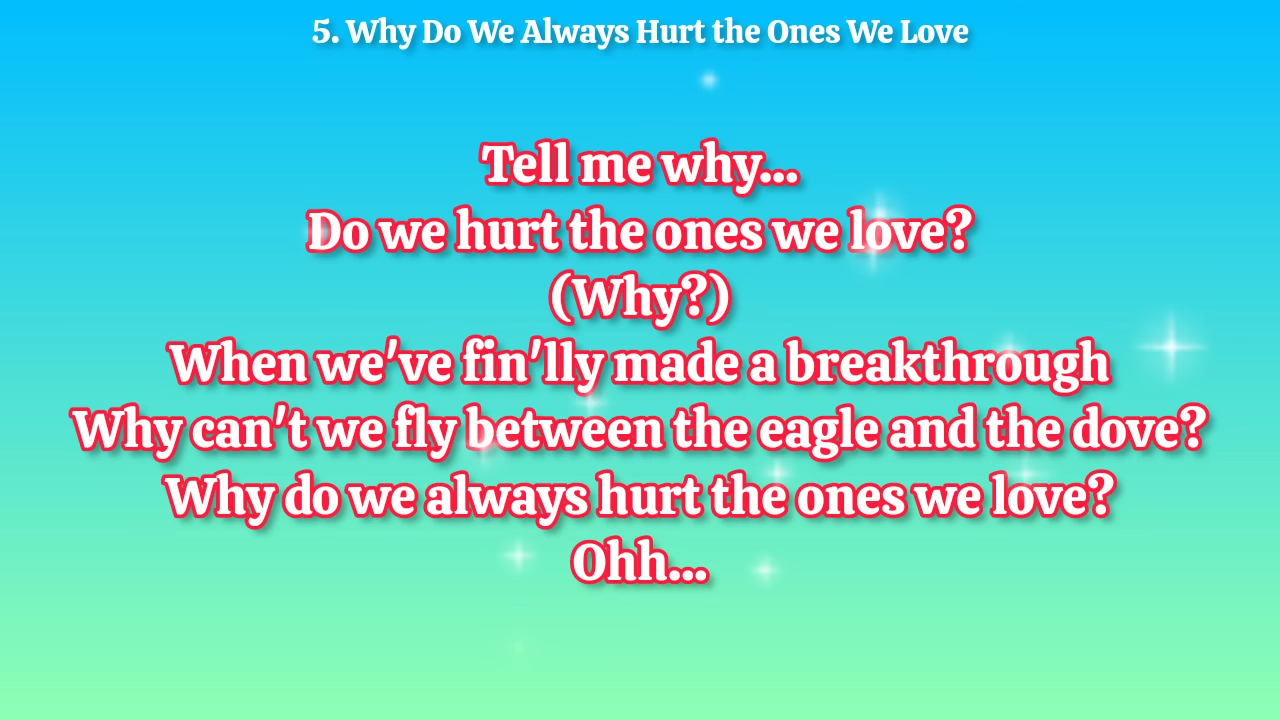 5. Why Do We Always Hurt the Ones We Love
Tell me why...
Do we hurt the ones we love?
(Why?)
When we've fin'lly made a breakthrough
Why can't we fly between the eagle and the dove?
Why do we always hurt the ones we love?
Ohh...